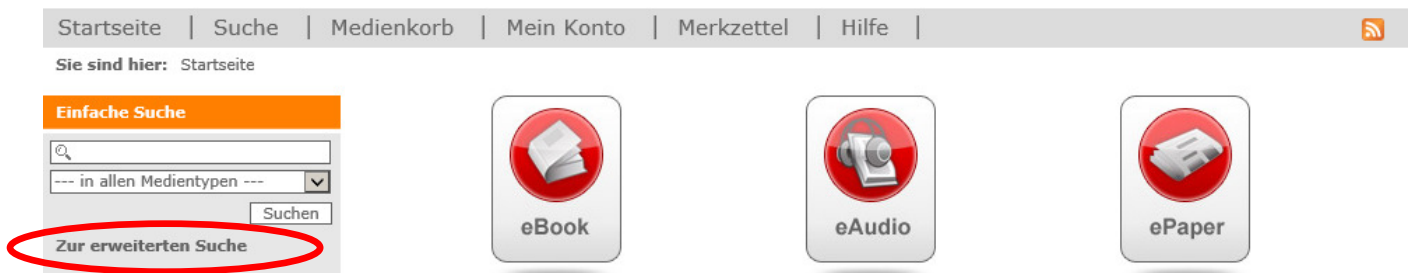 Startseite | Suche | Medienkorb | Mein Konto | Merkzettel | Hilfe |
Sie sind hier: Startseite
Einfache Suche
--- in allen Medientypen ---
Suchen
Zur erweiterten Suche
eBook
eAudio
ePaper